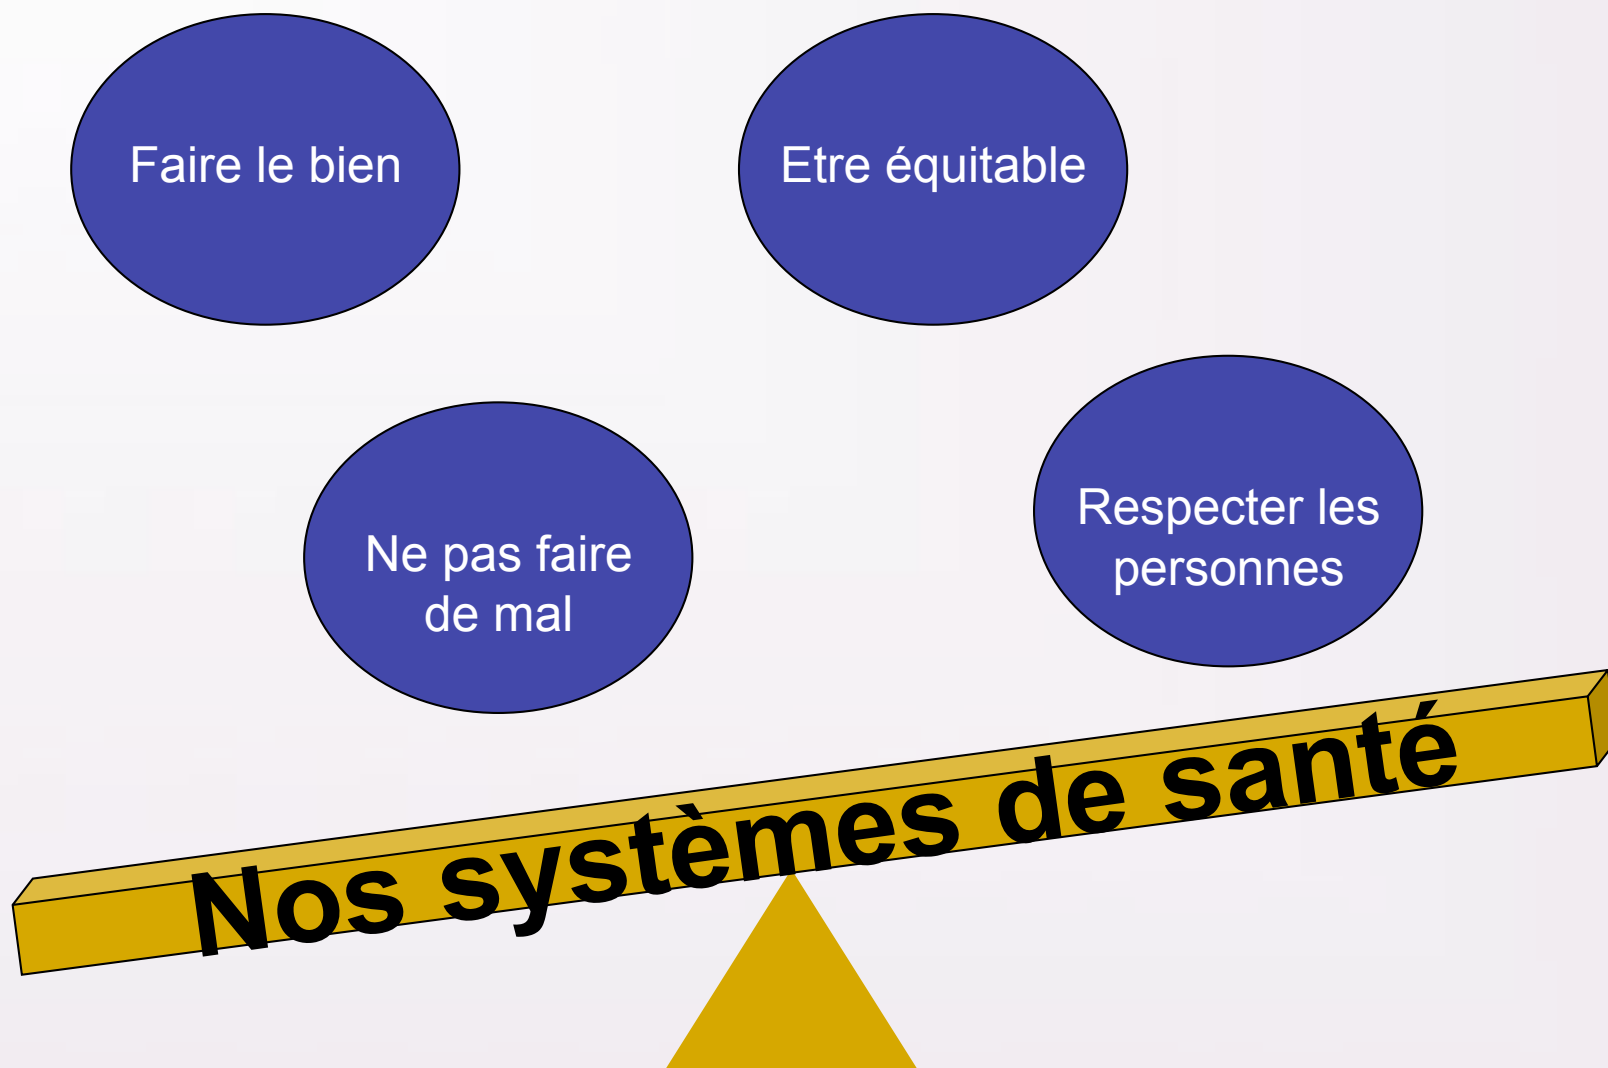 Faire le bien
Etre équitable
Ne pas faire
de mal
Respecter les
personnes
Nos systèmes de santé